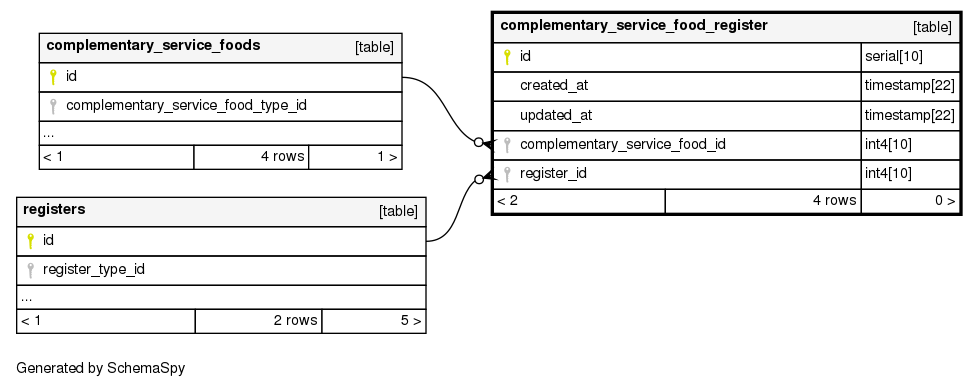 complementary_service_foods [table]
id
complementary_service_food_type_id
...
< 1 4 rows 1 >
registers [table]
id
register_type_id
...
< 1 2 rows 5 >
complementary_service_food_register [table]
id serial[10]
created_at timestamp[22]
updated_at timestamp[22]
complementary_service_food_id int4[10]
register_id int4[10]
< 2 4 rows 0 >
Generated by SchemaSpy